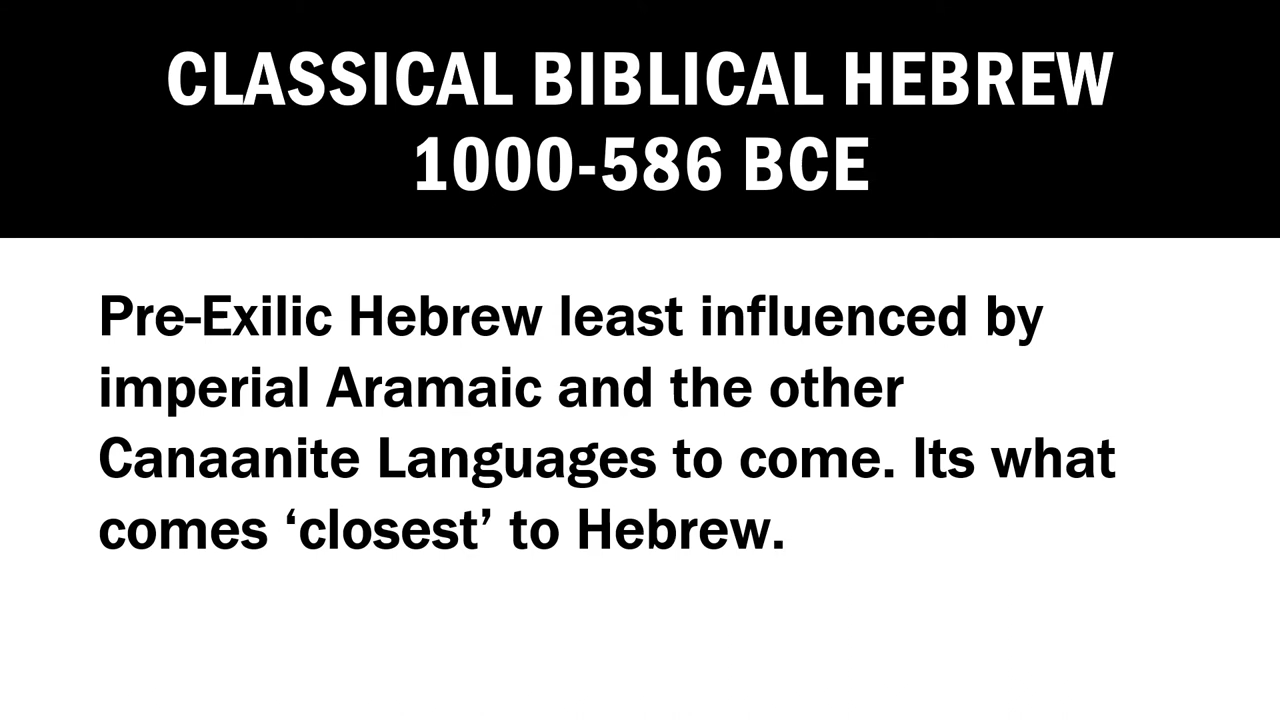 CLASSICAL BIBLICAL HEBREW
1000-586 BCE
Pre-Exilic Hebrew least influenced by
imperial Aramaic and the other
Canaanite Languages to come. Its what
comes ‘closest’ to Hebrew.